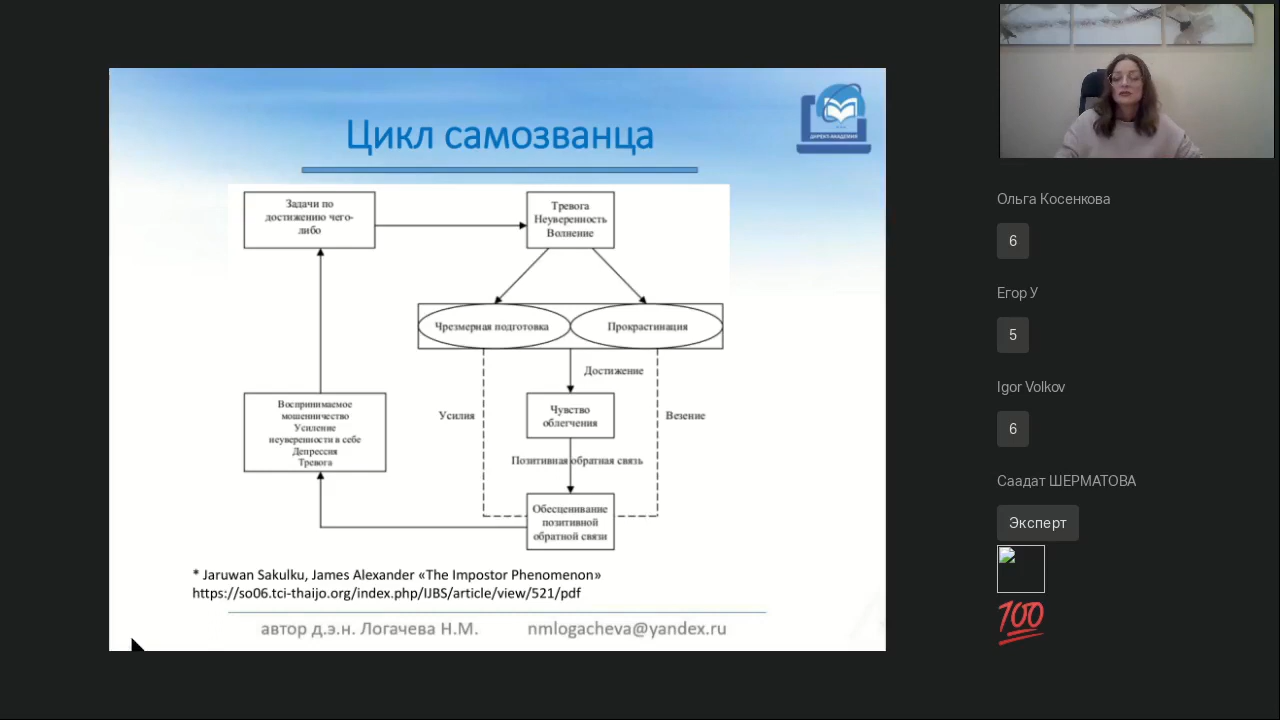 Цикл самозванца
ДИРЕКТ-АКАДЕМИЯ
Задачи по
достижению чего-
либо
Тревога
Неуверенность
Волнение
Чрезмерная подготовка
Прокрастинация
Достижение
Усилия
Чувство
облегчения
Везение
Позитивная обратная связь
Воспринимаемое
мошенничество
Усиление
неуверенности в себе
Депрессия
Тревога
Обесценивание
позитивной
обратной связи
* Jaruwan Sakulku, James Alexander «The Impostor Phenomenon»
https://so06.tci-thaijo.org/index.php/IJBS/article/view/521/pdf
автор д.э.н. Логачева Н.М. nmlogacheva@yandex.ru
Ольга Косенкова
6
Егор У
5
Igor Volkov
6
Саадат ШЕРМАТОВА
Эксперт
100